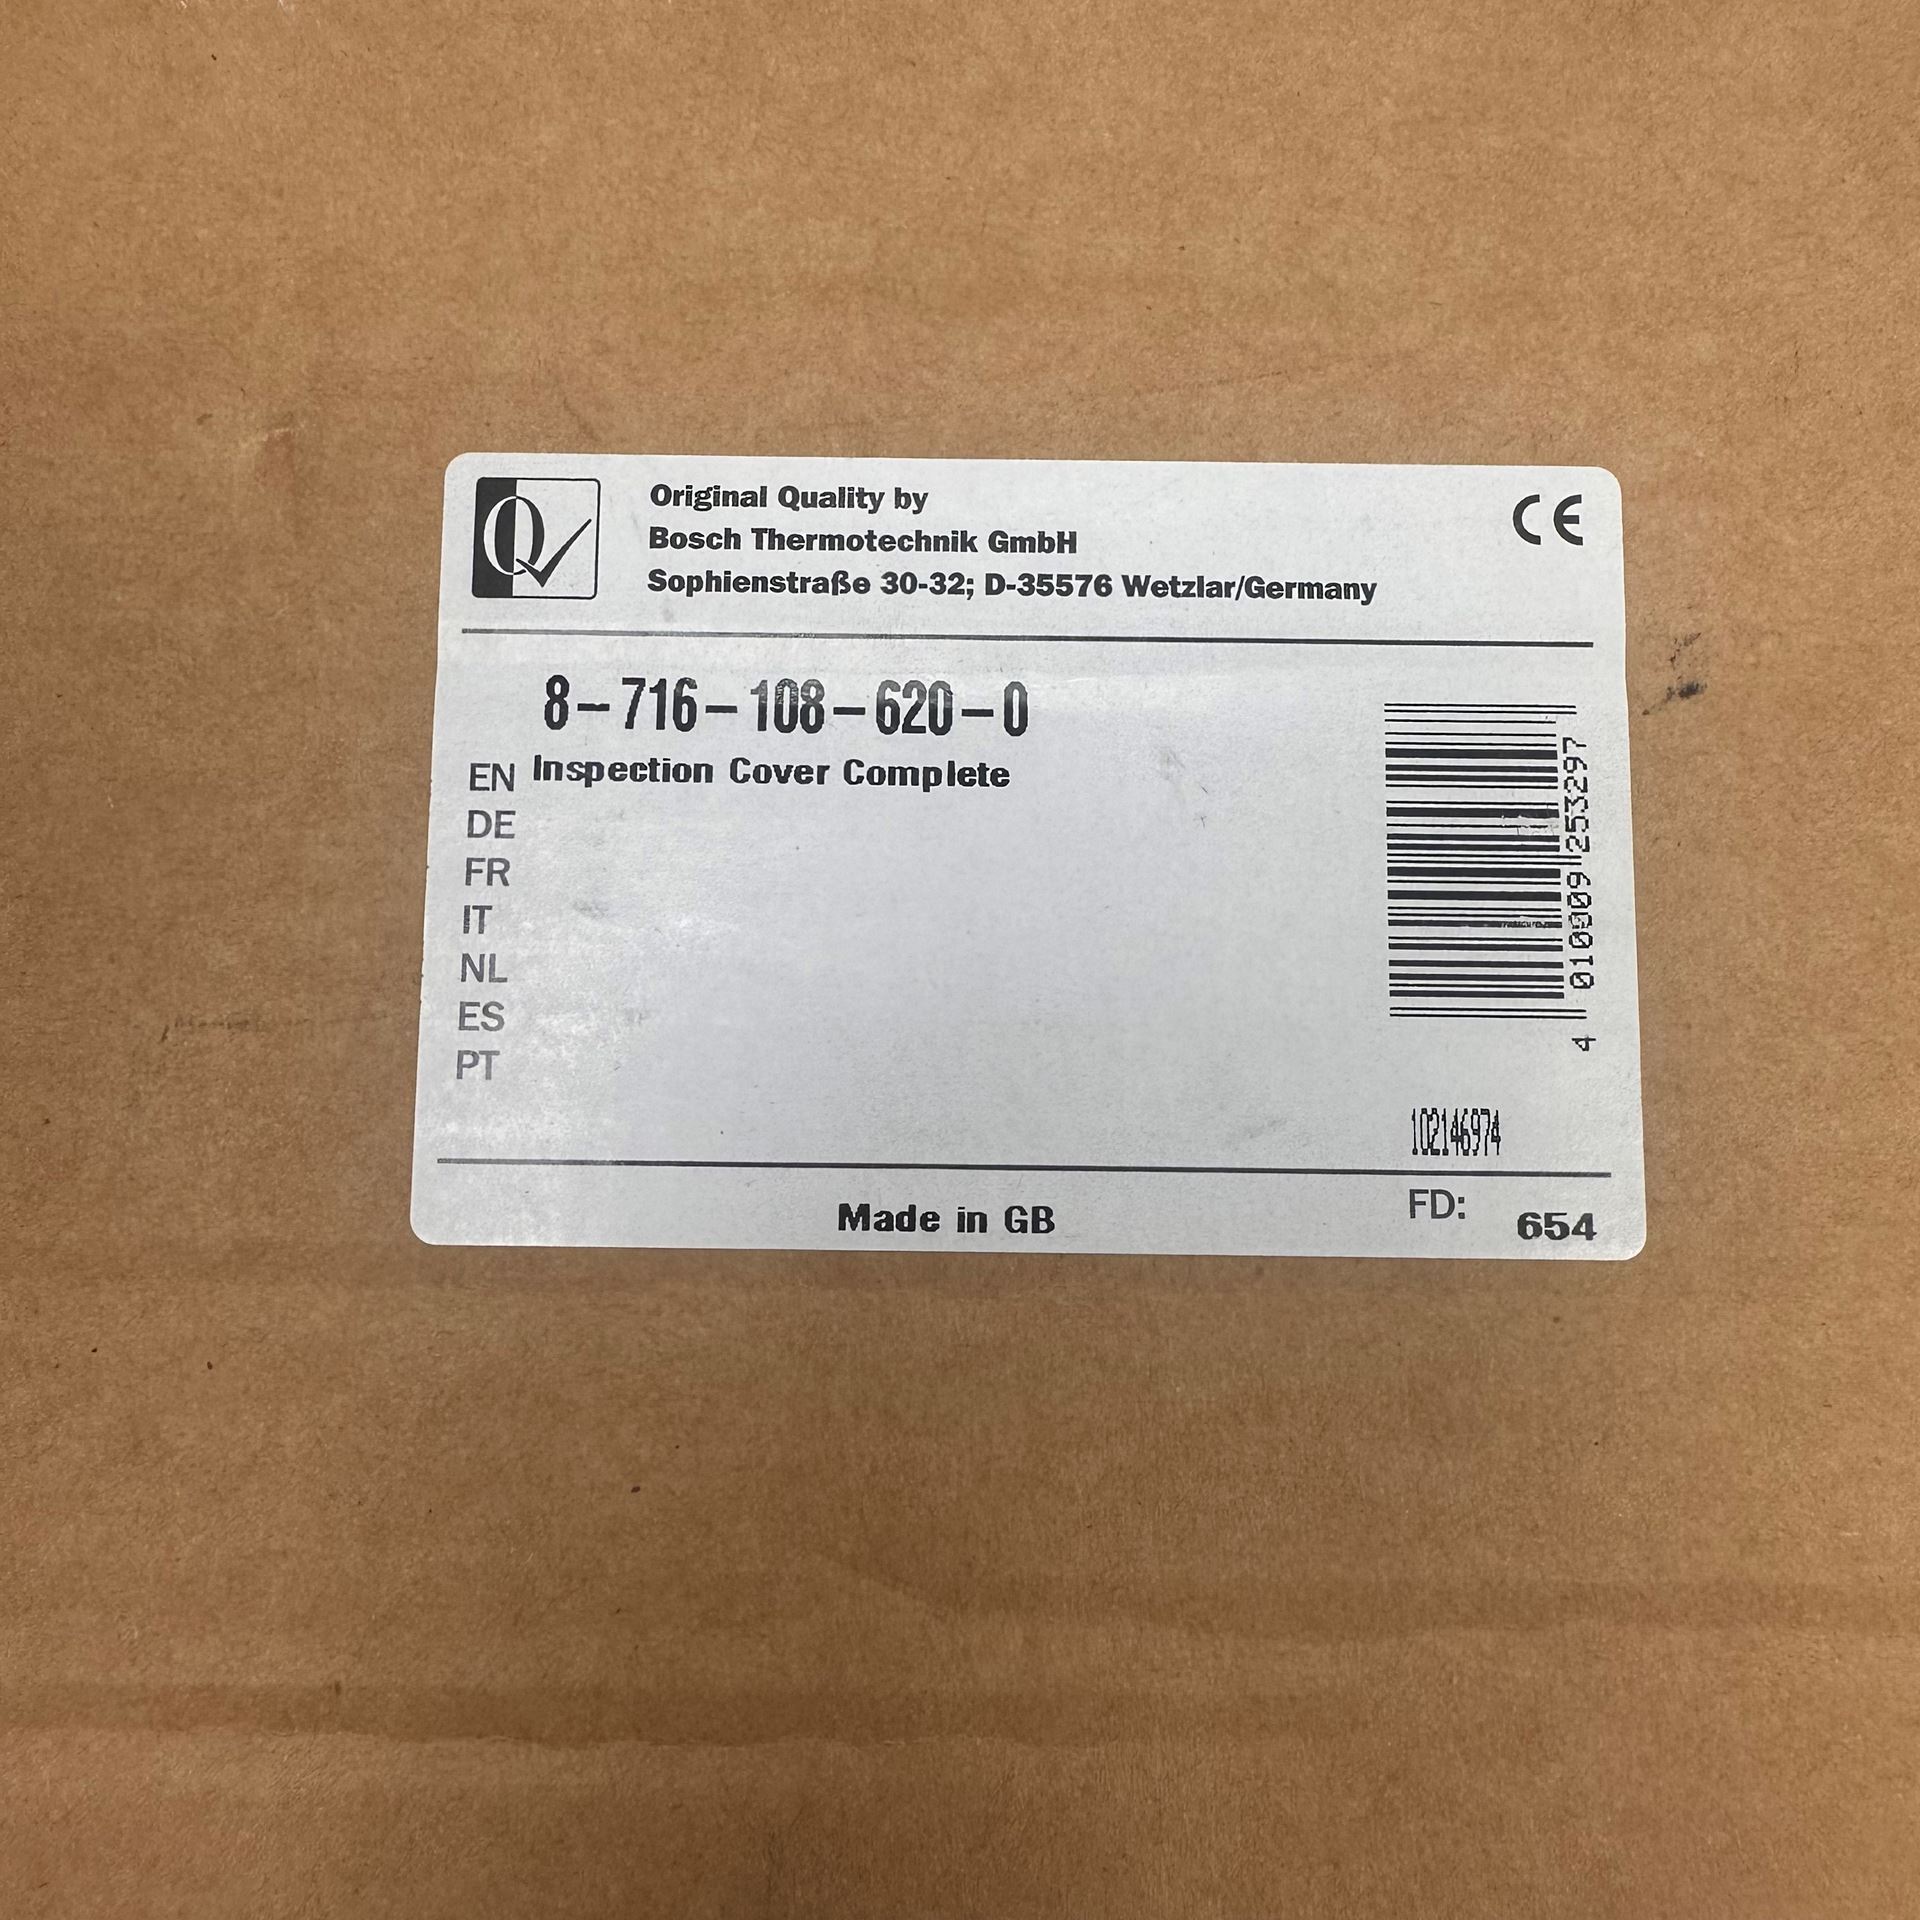 Q
Original Quality by
Bosch Thermotechnik GmbH
Sophienstraße 30-32; D-35576 Wetzlar/Germany
CE
8-716-108-620-0
EN Inspection Cover Complete
DE
FR
IT
NL
ES
PT
4 010009 253297
102146974
Made in GB
FD: 654